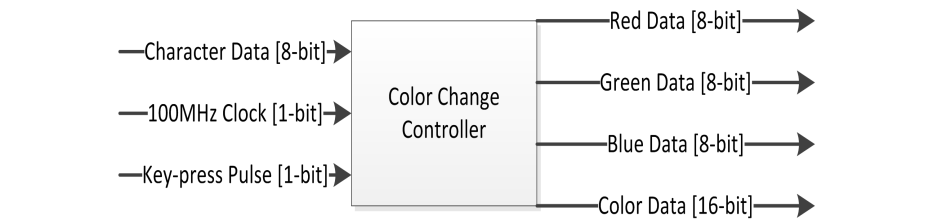 Character Data [8-bit]
100MHz Clock [1-bit]
Key-press Pulse [1-bit]
Color Change
Controller
Red Data [8-bit]
Green Data [8-bit]
Blue Data [8-bit]
Color Data [16-bit]